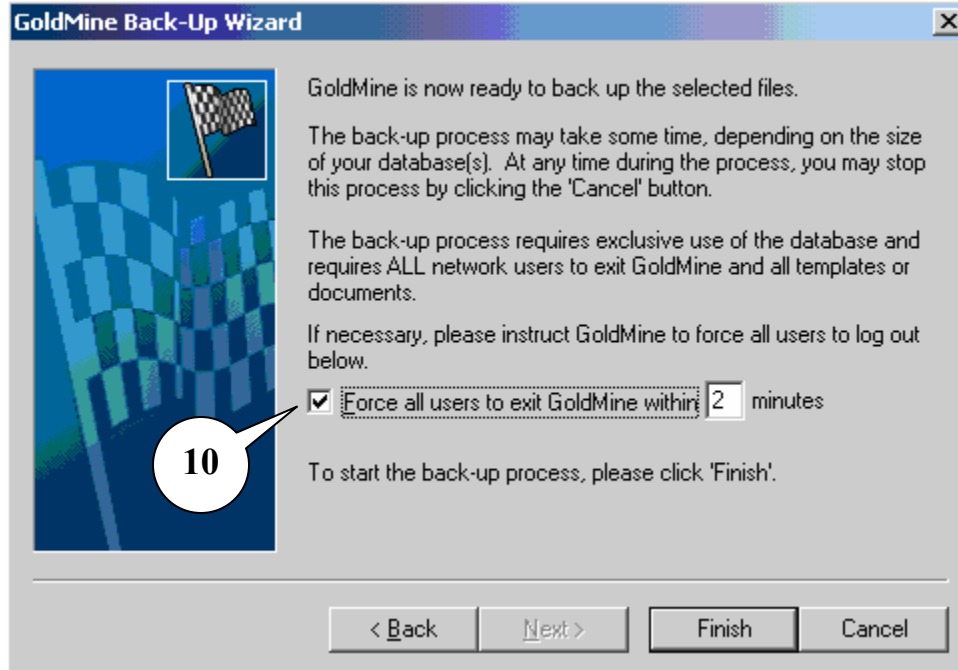 GoldMine Back-Up Wizard
GoldMine is now ready to back up the selected files.
The back-up process may take some time, depending on the size
of your database(s). At any time during the process, you may stop
this process by clicking the 'Cancel' button.
The back-up process requires exclusive use of the database and
requires ALL network users to exit GoldMine and all templates or
documents.
If necessary, please instruct GoldMine to force all users to log out
below.
Force all users to exit GoldMine within 2 minutes
10
To start the back-up process, please click 'Finish'.
< Back Next > Finish Cancel